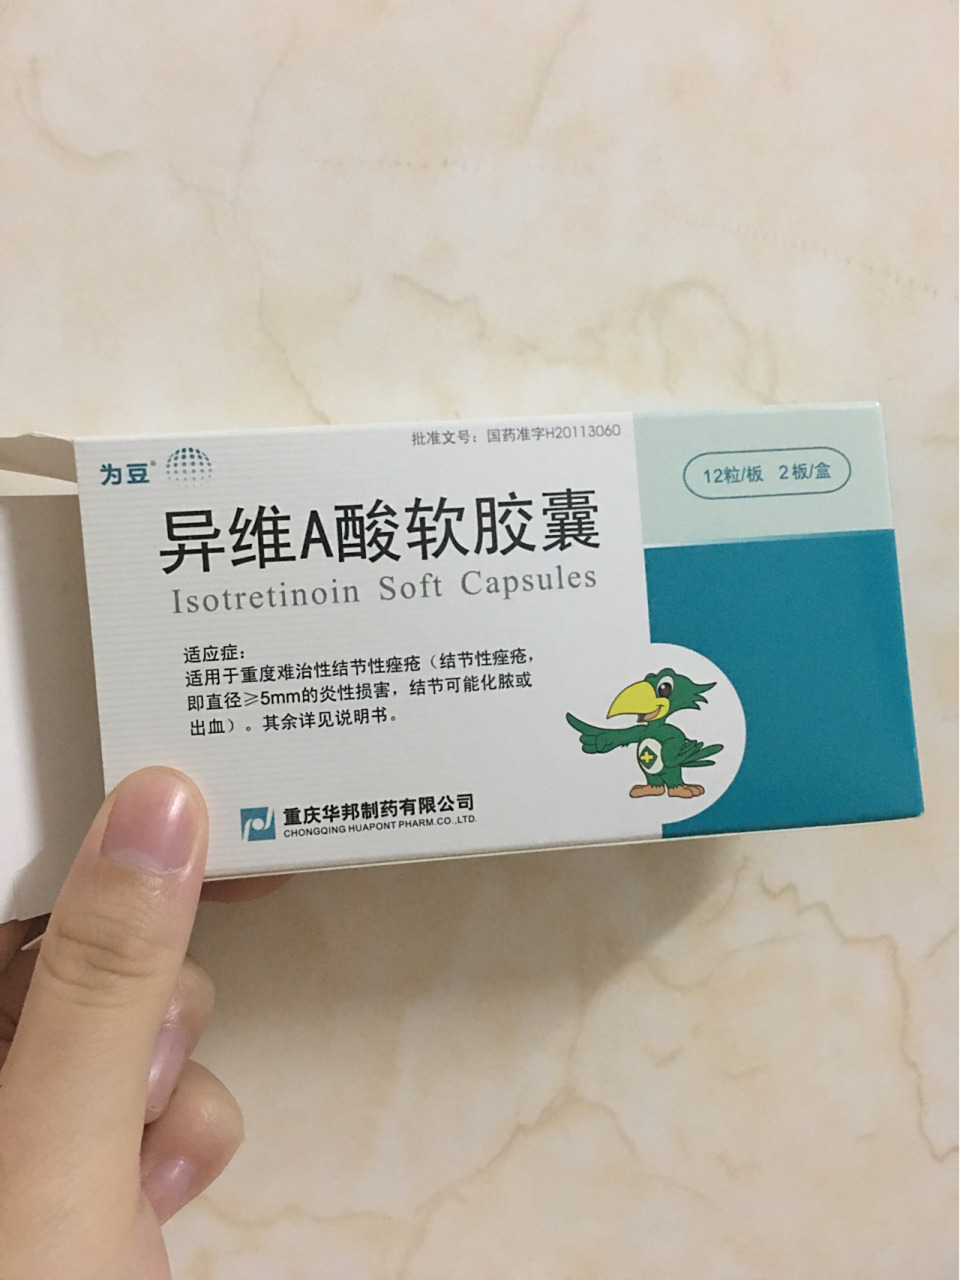 批准文号：国药准字H20113060
为豆®
12粒/板 2板/盒
异维A酸软胶囊
Isotretinoin Soft Capsules
适应症：
适用于重度难治性结节性痤疮（结节性痤疮，
即直径≥5mm的炎性损害，结节可能化脓或
出血）。其余详见说明书。
重庆华邦制药有限公司
CHONGQING HUAPONT PHARM.CO.,LTD.